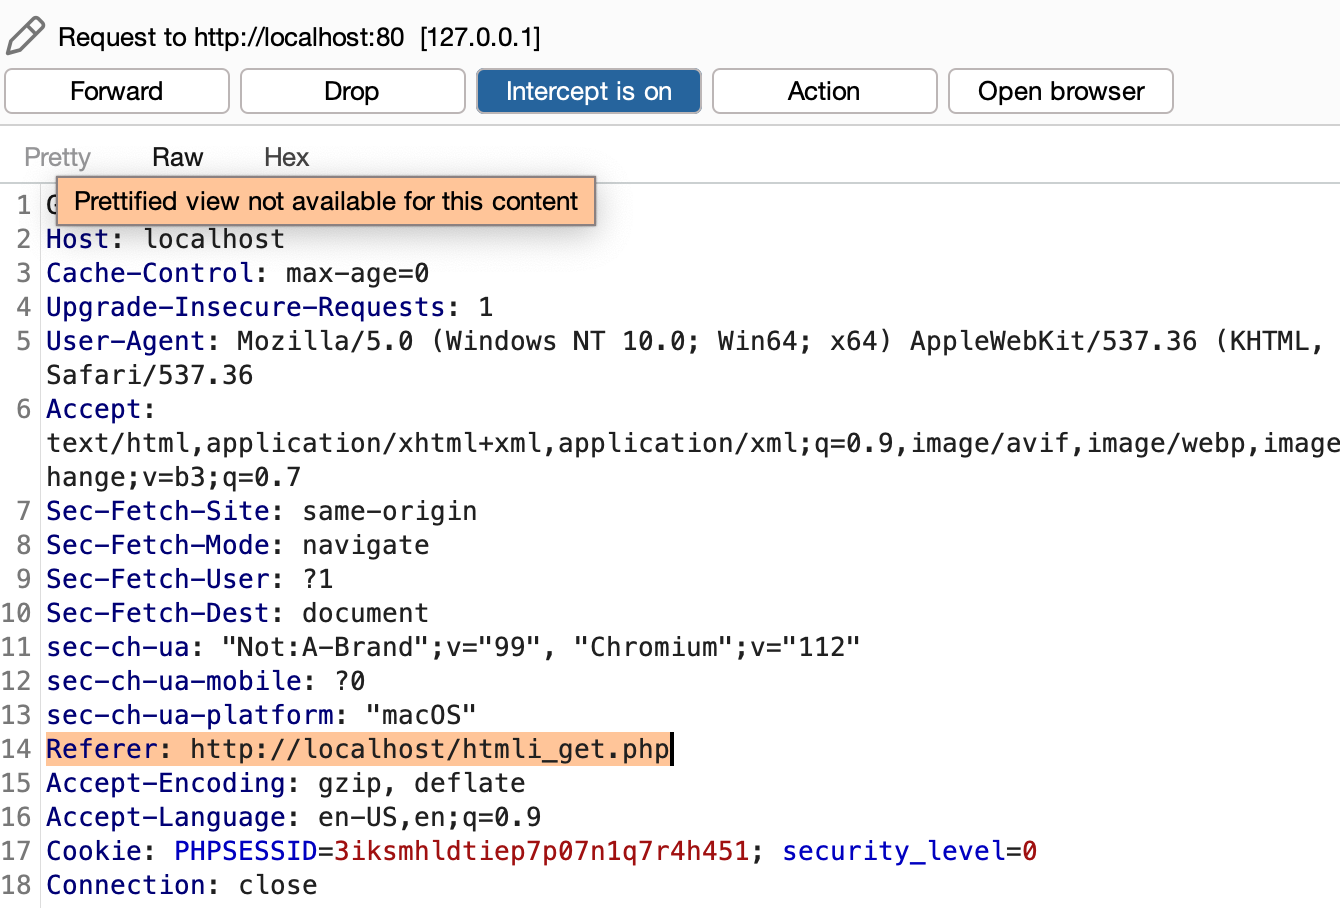 Request to http://localhost:80 [127.0.0.1]
Forward Drop Intercept is on Action Open browser
Pretty Raw Hex
Prettified view not available for this content
1
2 Host: localhost
3 Cache-Control: max-age=0
4 Upgrade-Insecure-Requests: 1
5 User-Agent: Mozilla/5.0 (Windows NT 10.0; Win64; x64) AppleWebKit/537.36 (KHTML,
Safari/537.36
6 Accept:
text/html,application/xhtml+xml,application/xml;q=0.9,image/avif,image/webp,image
hange;v=b3;q=0.7
7 Sec-Fetch-Site: same-origin
8 Sec-Fetch-Mode: navigate
9 Sec-Fetch-User: ?1
10 Sec-Fetch-Dest: document
11 sec-ch-ua: "Not:A-Brand";v="99", "Chromium";v="112"
12 sec-ch-ua-mobile: ?0
13 sec-ch-ua-platform: "macOS"
14 Referer: http://localhost/htmli_get.php
15 Accept-Encoding: gzip, deflate
16 Accept-Language: en-US,en;q=0.9
17 Cookie: PHPSESSID=3iksmhldtiep7p07n1q7r4h451; security_level=0
18 Connection: close